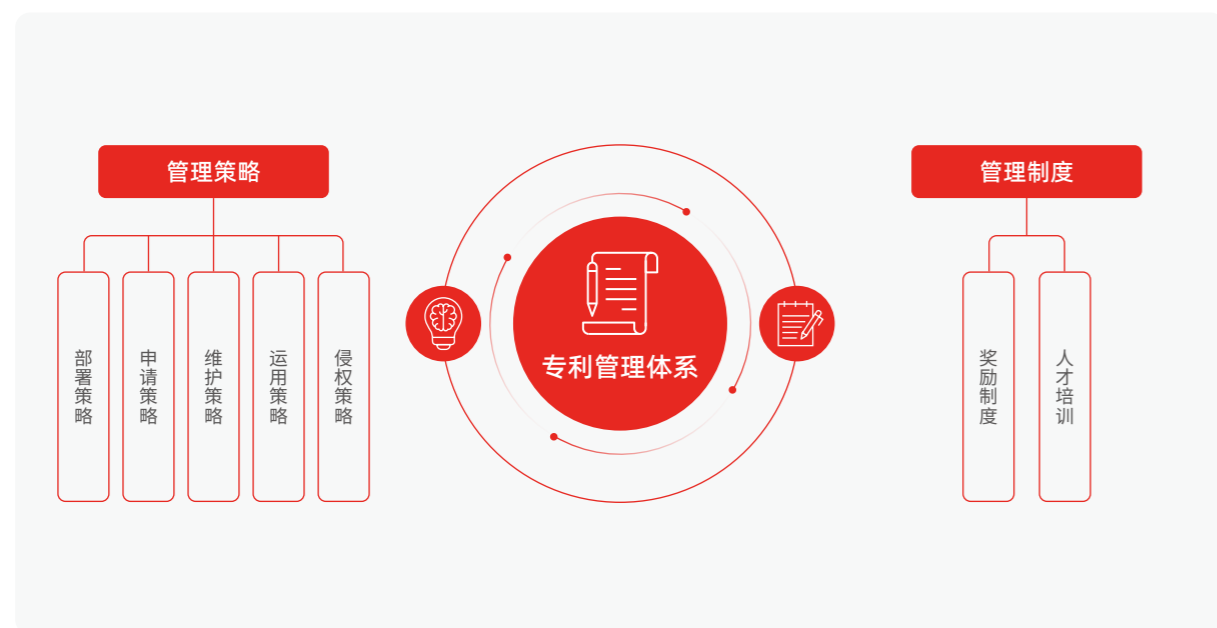 管理策略
部署策略
申请策略
维护策略
运用策略
侵权策略
专利管理体系
管理制度
奖励制度
人才培训